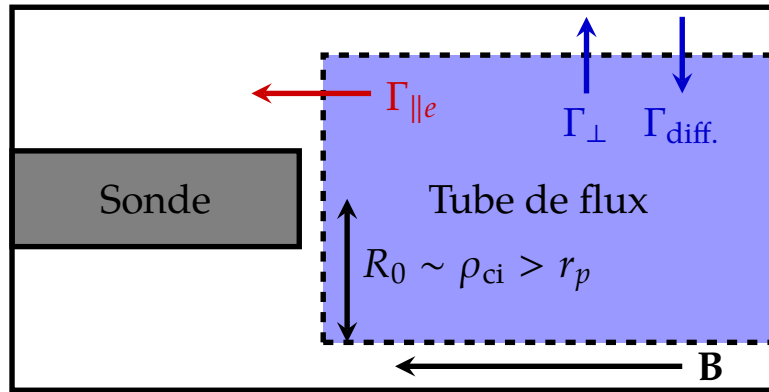 Γ∥e
Γ⊥ Γdiff.
Sonde
Tube de flux
R0 ∼ ρci > rp
B